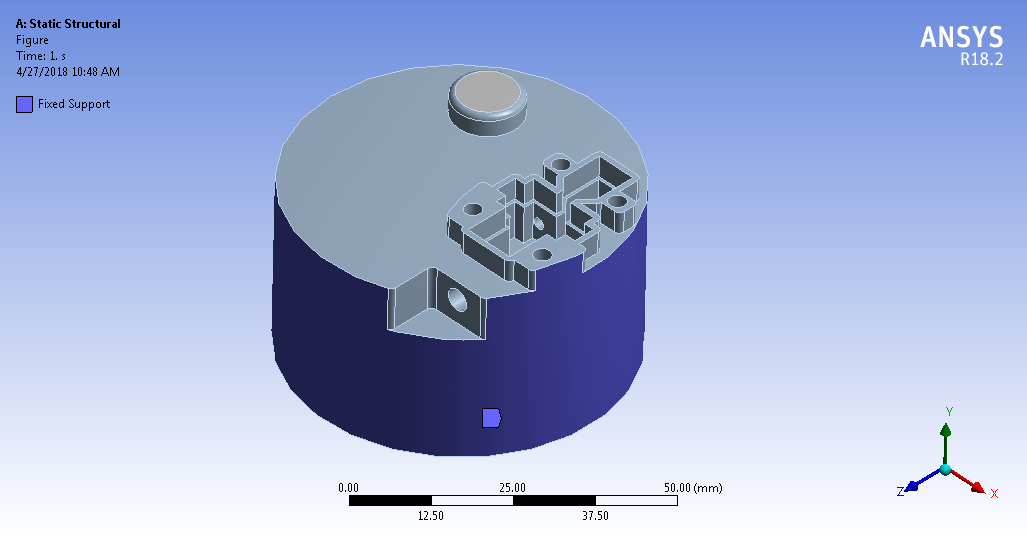 A: Static Structural
Figure
Time: 1. s
4/27/2018 10:48 AM
Fixed Support
ANSYS
R18.2
0.00
25.00
50.00 (mm)
12.50
37.50
Y
Z
X